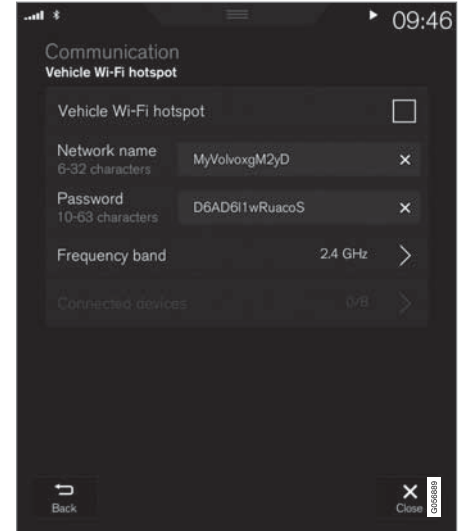 09:46
Communication
Vehicle Wi-Fi hotspot
Vehicle Wi-Fi hotspot
Network name
6-32 characters
MyVolvoxgM2yD
Password
10-63 characters
D6AD6I1wRuacoS
Frequency band 2.4 GHz
Connected devices 0/8
Back
Close
G056889